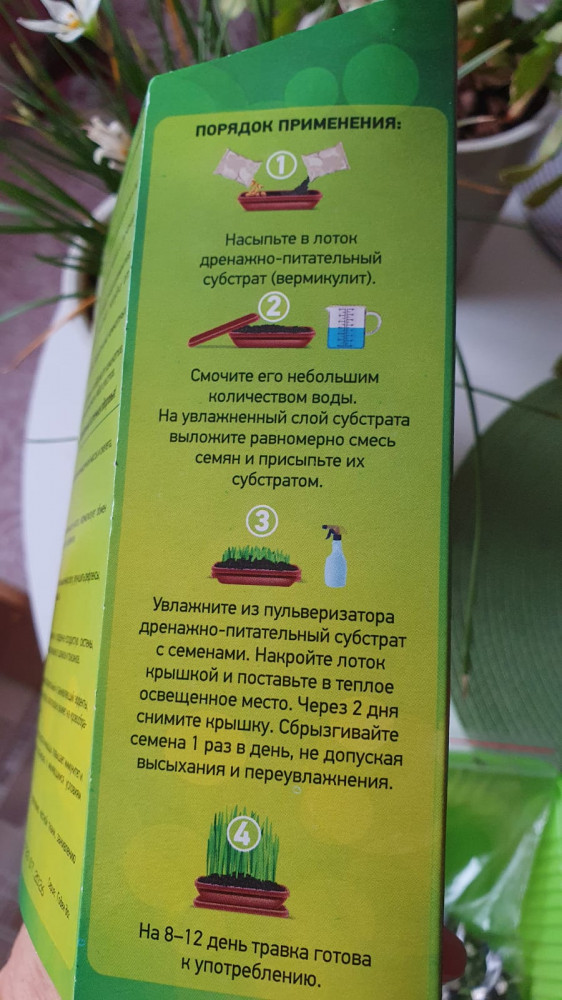 ПОРЯДОК ПРИМЕНЕНИЯ:
1
Насыпьте в лоток
дренажно-питательный
субстрат (вермикулит).
2
Смочите его небольшим
количеством воды.
На увлажненный слой субстрата
выложите равномерно смесь
семян и присыпьте их
субстратом.
3
Увлажните из пульверизатора
дренажно-питательный субстрат
с семенами. Накройте лоток
крышкой и поставьте в теплое
освещенное место. Через 2 дня
снимите крышку. Сбрызгивайте
семена 1 раз в день, не допуская
высыхания и переувлажнения.
4
На 8–12 день травка готова
к употреблению.